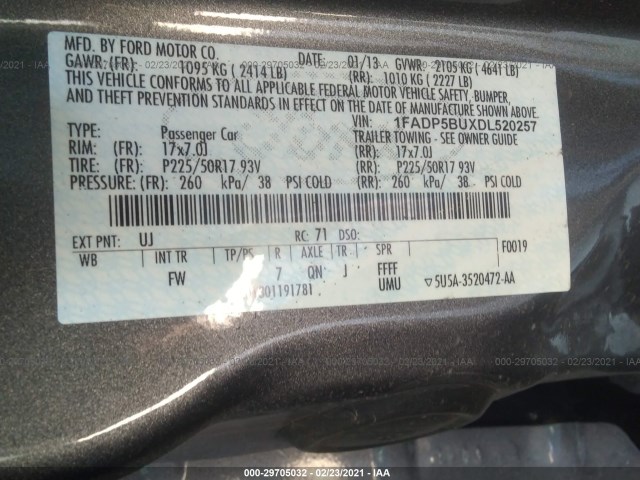 MFD. BY FORD MOTOR CO.
DATE: 01/13 GVWR: 2105 KG ( 4641 LB)
GAWR: (FR): 1095 KG ( 2414 LB) (RR): 1010 KG ( 2227 LB)
THIS VEHICLE CONFORMS TO ALL APPLICABLE FEDERAL MOTOR VEHICLE SAFETY, BUMPER,
AND THEFT PREVENTION STANDARDS IN EFFECT ON THE DATE OF MANUFACTURE SHOWN ABOVE.
VIN: 1FADP5BUXDL520257
TYPE: Passenger Car TRAILER TOWING - SEE OWNER GUIDE
RIM: (FR): 17x7.0J (RR): 17x7.0J
TIRE: (FR): P225/50R17 93V (RR): P225/50R17 93V
PRESSURE: (FR): 260 kPa/ 38 PSI COLD (RR): 260 kPa/ 38 PSI COLD
EXT PNT: UJ RC: 71 DSO: F0019
WB INT TR TP/PS R AXLE TR SPR
FW 7 QN J FFFF
UMU
301191781
5U5A-3520472-AA
000-29705032 - 02/23/2021 - IAA